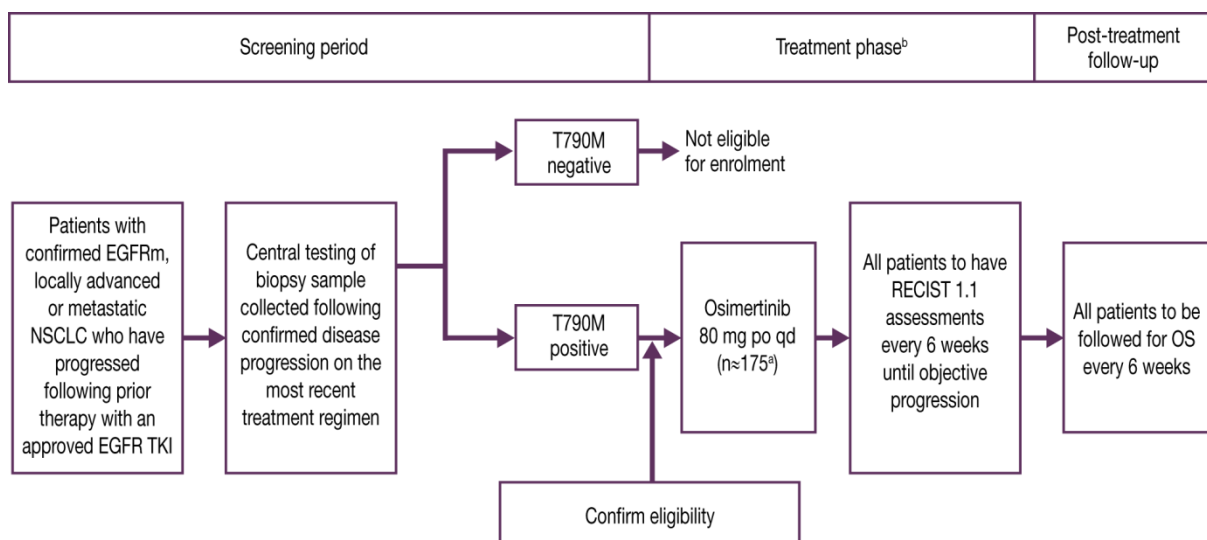 Screening period
Treatment phaseᵇ
Post-treatment
follow-up
T790M
negative
Not eligible
for enrolment
Patients with
confirmed EGFRm,
locally advanced
or metastatic
NSCLC who have
progressed
following prior
therapy with an
approved EGFR TKI
Central testing of
biopsy sample
collected following
confirmed disease
progression on the
most recent
treatment regimen
T790M
positive
Osimertinib
80 mg po qd
(n≈175ᵃ)
All patients to have
RECIST 1.1
assessments
every 6 weeks
until objective
progression
All patients to be
followed for OS
every 6 weeks
Confirm eligibility